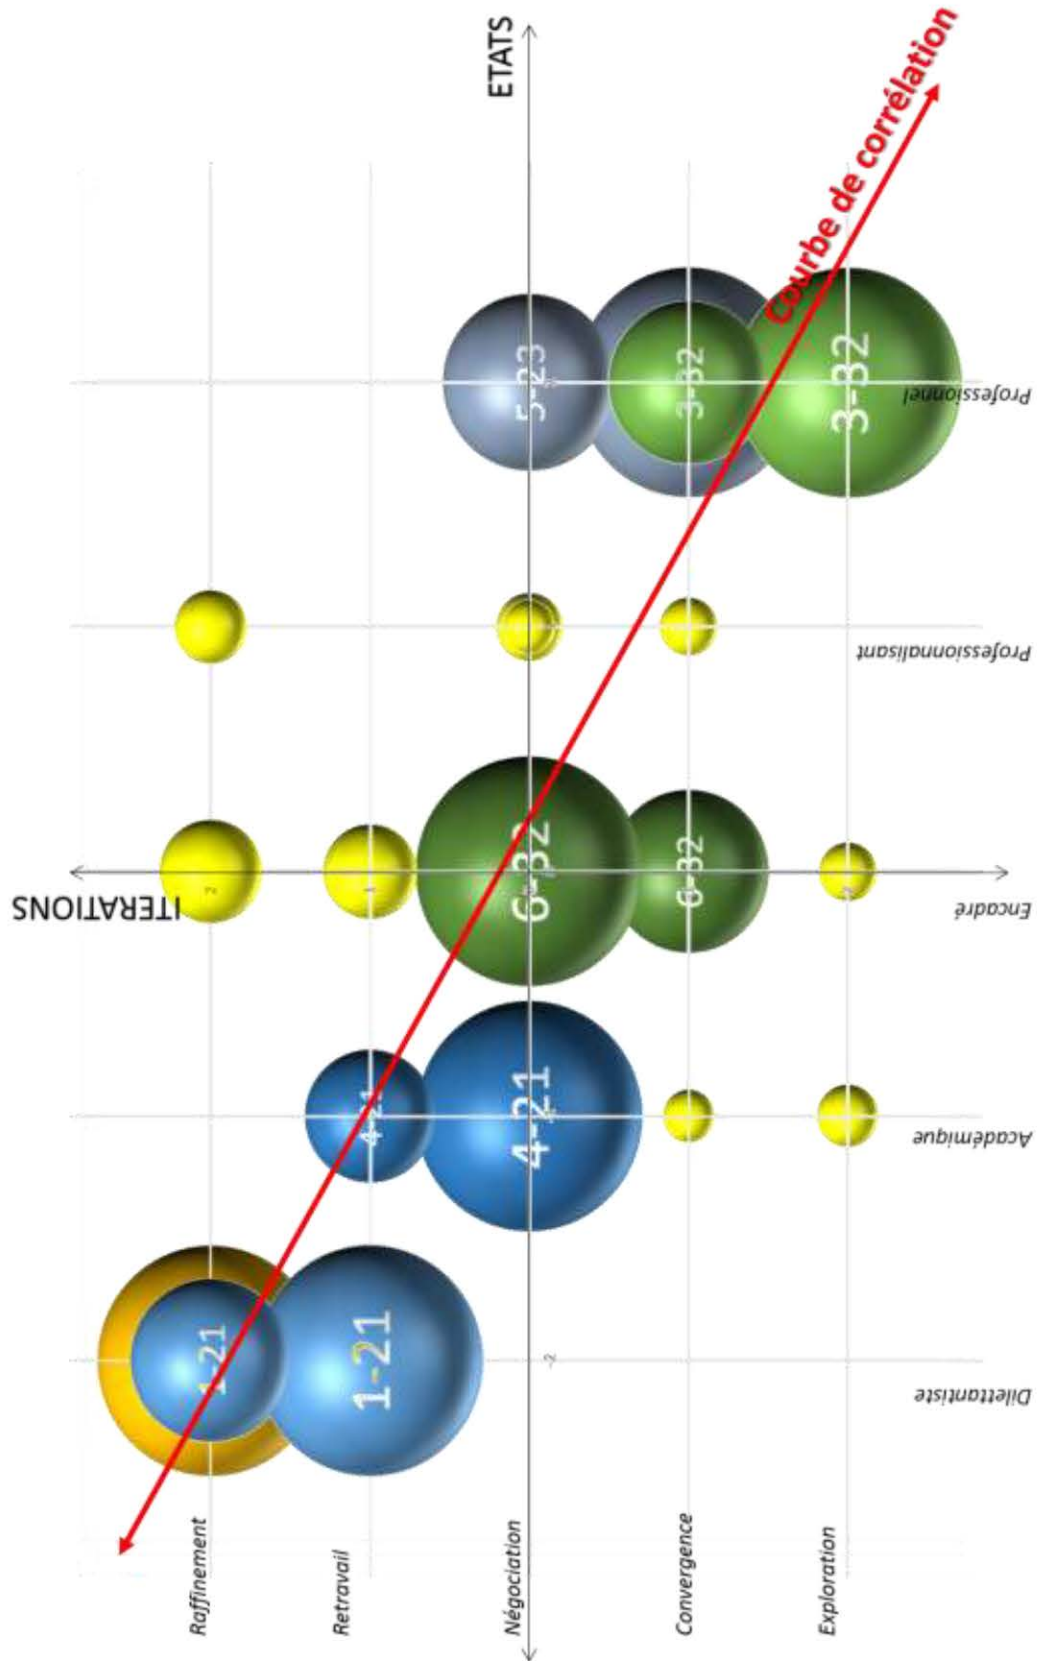 ETATS
ITERATIONS
Courbe de corrélation
Raffinement
Retravail
Négociation
Convergence
Exploration
Dilettantiste
Académique
Encadré
Professionnalisant
Professionnel
1-21
1-21
4-21
4-21
6-32
6-32
5-23
3-32
3-32
-2